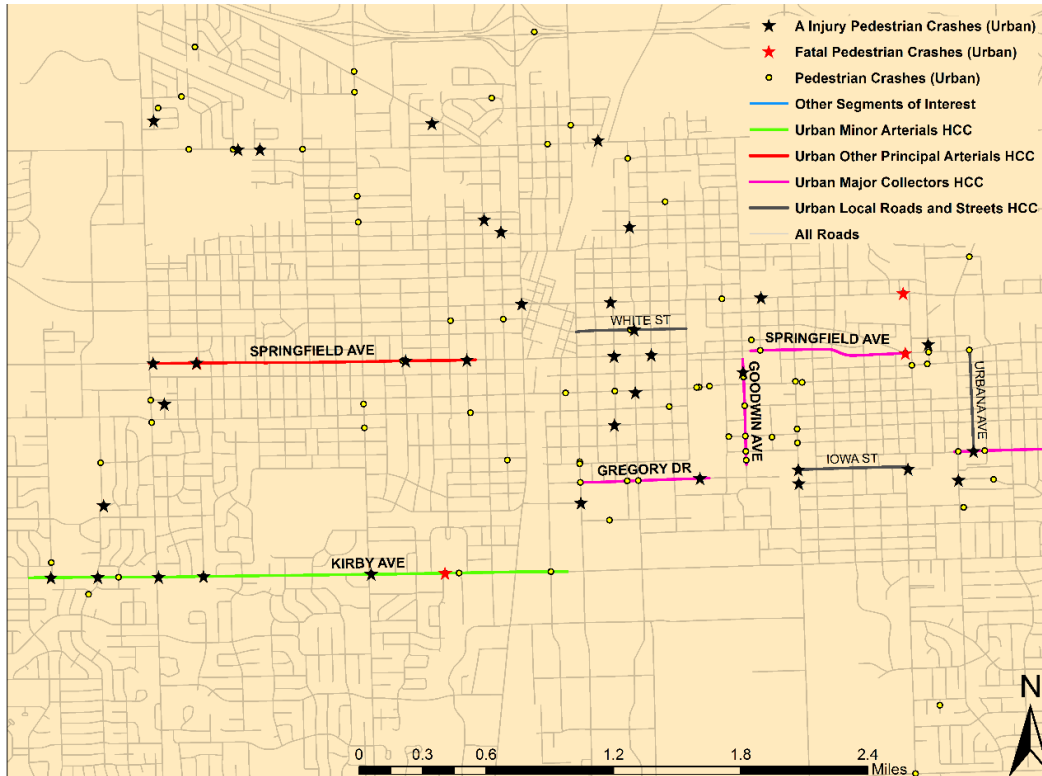 A Injury Pedestrian Crashes (Urban)
Fatal Pedestrian Crashes (Urban)
Pedestrian Crashes (Urban)
Other Segments of Interest
Urban Minor Arterials HCC
Urban Other Principal Arterials HCC
Urban Major Collectors HCC
Urban Local Roads and Streets HCC
All Roads
WHITE ST
SPRINGFIELD AVE
SPRINGFIELD AVE
GOODWIN AVE
URBANA AVE
IOWA ST
GREGORY DR
KIRBY AVE
N
0 0.3 0.6 1.2 1.8 2.4
Miles